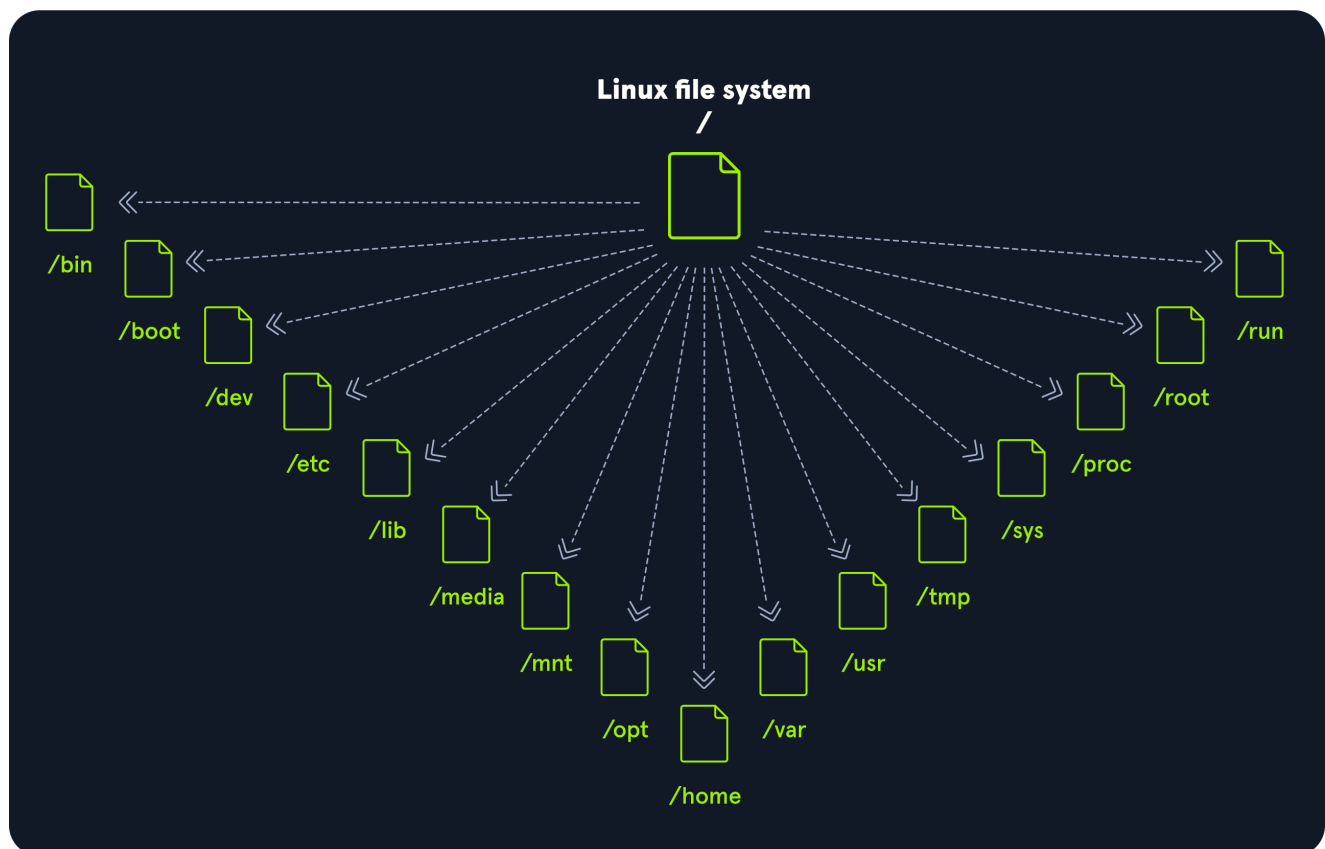 Linux file system
/
/bin
/boot
/dev
/etc
/lib
/media
/mnt
/opt
/home
/var
/usr
/tmp
/sys
/proc
/root
/run